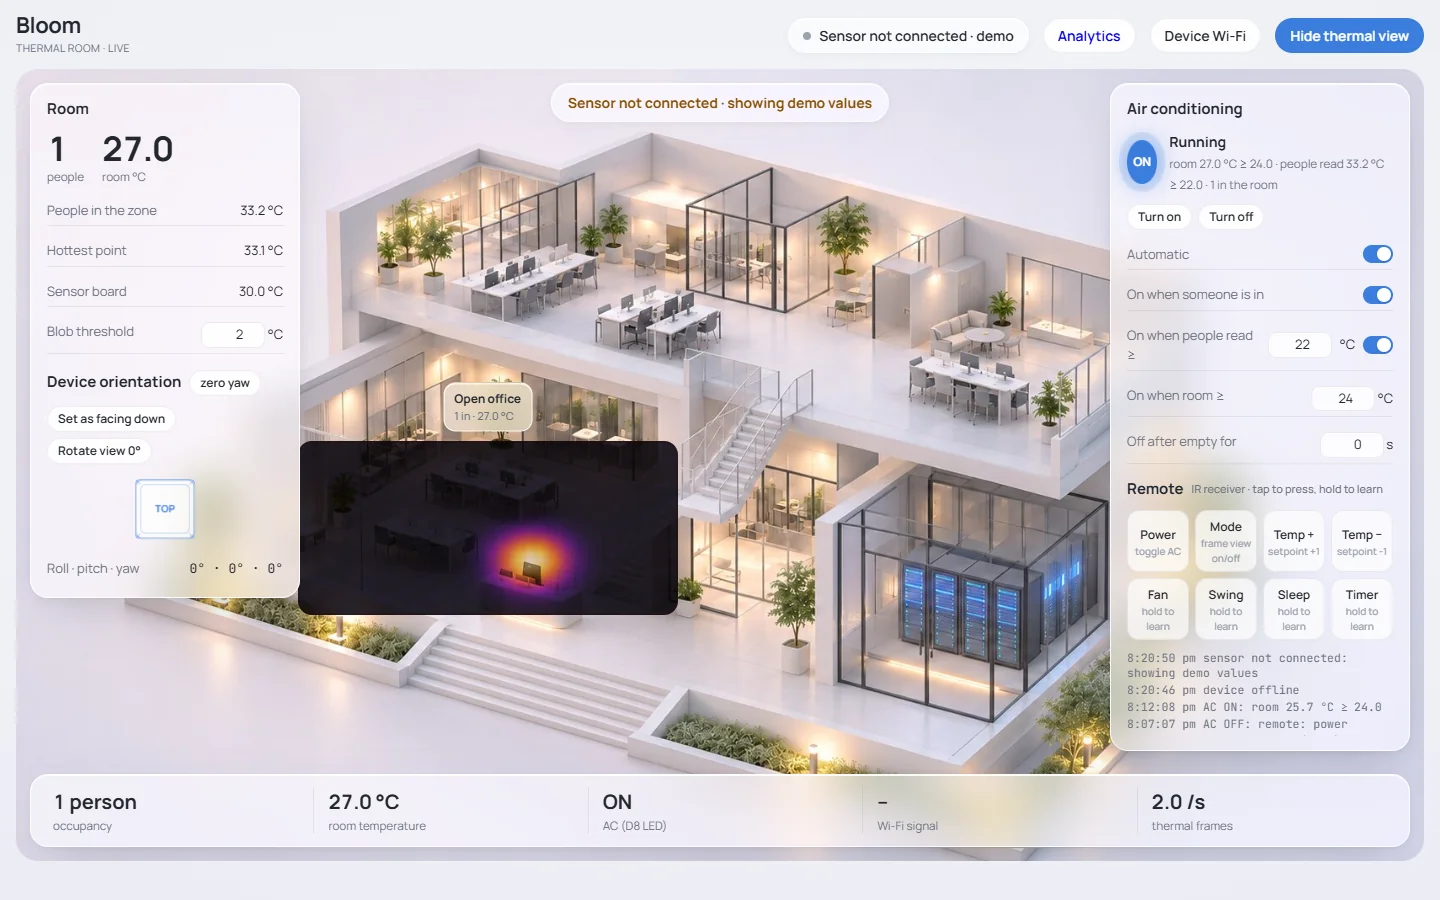 Bloom
THERMAL ROOM · LIVE
Sensor not connected · demo
Analytics
Device Wi-Fi
Hide thermal view
Room
1 27.0
people room °C
People in the zone 33.2 °C
Hottest point 33.1 °C
Sensor board 30.0 °C
Blob threshold 2 °C
Device orientation zero yaw
Set as facing down
Rotate view 0°
TOP
Roll · pitch · yaw 0° · 0° · 0°
Sensor not connected · showing demo values
Open office
1 in · 27.0 °C
Air conditioning
ON
Running
room 27.0 °C ≥ 24.0 · people read 33.2 °C
≥ 22.0 · 1 in the room
Turn on Turn off
Automatic
On when someone is in
On when people read
≥ 22 °C
On when room ≥ 24 °C
Off after empty for 0 s
Remote IR receiver · tap to press, hold to learn
Power
toggle AC
Mode
frame view
on/off
Temp +
setpoint +1
Temp −
setpoint -1
Fan
hold to
learn
Swing
hold to
learn
Sleep
hold to
learn
Timer
hold to
learn
8:20:50 pm sensor not connected:
showing demo values
8:20:46 pm device offline
8:12:08 pm AC ON: room 25.7 °C ≥ 24.0
8:07:07 pm AC OFF: remote: power
1 person
occupancy
27.0 °C
room temperature
ON
AC (D8 LED)
–
Wi-Fi signal
2.0 /s
thermal frames